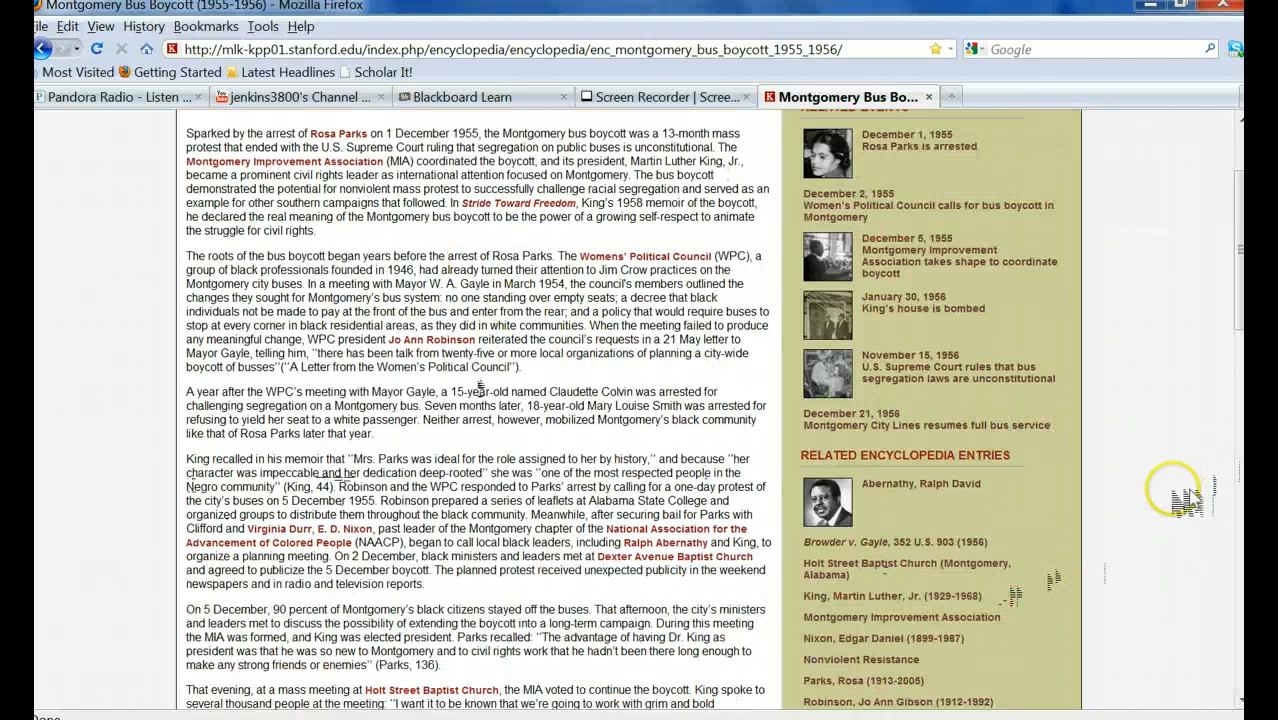 Montgomery Bus Boycott (1955-1956) - Mozilla Firefox
ile Edit View History Bookmarks Tools Help
http://mlk-kpp01.stanford.edu/index.php/encyclopedia/encyclopedia/enc_montgomery_bus_boycott_1955_1956/
Google
Most Visited Getting Started Latest Headlines Scholar It!
Pandora Radio - Listen ...
jenkins3800's Channel ...
Blackboard Learn
Screen Recorder | Scree...
Montgomery Bus Bo...
Sparked by the arrest of Rosa Parks on 1 December 1955, the Montgomery bus boycott was a 13-month mass
protest that ended with the U.S. Supreme Court ruling that segregation on public buses is unconstitutional. The
Montgomery Improvement Association (MIA) coordinated the boycott, and its president, Martin Luther King, Jr.,
became a prominent civil rights leader as international attention focused on Montgomery. The bus boycott
demonstrated the potential for nonviolent mass protest to successfully challenge racial segregation and served as an
example for other southern campaigns that followed. In Stride Toward Freedom, King's 1958 memoir of the boycott,
he declared the real meaning of the Montgomery bus boycott to be the power of a growing self-respect to animate
the struggle for civil rights.
The roots of the bus boycott began years before the arrest of Rosa Parks. The Womens' Political Council (WPC), a
group of black professionals founded in 1946, had already turned their attention to Jim Crow practices on the
Montgomery city buses. In a meeting with Mayor W. A. Gayle in March 1954, the council's members outlined the
changes they sought for Montgomery's bus system: no one standing over empty seats; a decree that black
individuals not be made to pay at the front of the bus and enter from the rear; and a policy that would require buses to
stop at every corner in black residential areas, as they did in white communities. When the meeting failed to produce
any meaningful change, WPC president Jo Ann Robinson reiterated the council's requests in a 21 May letter to
Mayor Gayle, telling him, "there has been talk from twenty-five or more local organizations of planning a city-wide
boycott of busses"("A Letter from the Women's Political Council").
A year after the WPC's meeting with Mayor Gayle, a 15-year-old named Claudette Colvin was arrested for
challenging segregation on a Montgomery bus. Seven months later, 18-year-old Mary Louise Smith was arrested for
refusing to yield her seat to a white passenger. Neither arrest, however, mobilized Montgomery's black community
like that of Rosa Parks later that year.
King recalled in his memoir that "Mrs. Parks was ideal for the role assigned to her by history," and because "her
character was impeccable and her dedication deep-rooted" she was "one of the most respected people in the
Negro community" (King, 44). Robinson and the WPC responded to Parks' arrest by calling for a one-day protest of
the city's buses on 5 December 1955. Robinson prepared a series of leaflets at Alabama State College and
organized groups to distribute them throughout the black community. Meanwhile, after securing bail for Parks with
Clifford and Virginia Durr, E. D. Nixon, past leader of the Montgomery chapter of the National Association for the
Advancement of Colored People (NAACP), began to call local black leaders, including Ralph Abernathy and King, to
organize a planning meeting. On 2 December, black ministers and leaders met at Dexter Avenue Baptist Church
and agreed to publicize the 5 December boycott. The planned protest received unexpected publicity in the weekend
newspapers and in radio and television reports.
On 5 December, 90 percent of Montgomery's black citizens stayed off the buses. That afternoon, the city's ministers
and leaders met to discuss the possibility of extending the boycott into a long-term campaign. During this meeting
the MIA was formed, and King was elected president. Parks recalled: "The advantage of having Dr. King as
president was that he was so new to Montgomery and to civil rights work that he hadn't been there long enough to
make any strong friends or enemies" (Parks, 136).
That evening, at a mass meeting at Holt Street Baptist Church, the MIA voted to continue the boycott. King spoke to
several thousand people at the meeting: "I want it to be known that we're going to work with grim and bold
RELATED EVENTS
December 1, 1955
Rosa Parks is arrested
December 2, 1955
Women's Political Council calls for bus boycott in
Montgomery
December 5, 1955
Montgomery Improvement
Association takes shape to coordinate
boycott
January 30, 1956
King's house is bombed
November 15, 1956
U.S. Supreme Court rules that bus
segregation laws are unconstitutional
December 21, 1956
Montgomery City Lines resumes full bus service
RELATED ENCYCLOPEDIA ENTRIES
Abernathy, Ralph David
Browder v. Gayle, 352 U.S. 903 (1956)
Holt Street Baptist Church (Montgomery,
Alabama)
King, Martin Luther, Jr. (1929-1968)
Montgomery Improvement Association
Nixon, Edgar Daniel (1899-1987)
Nonviolent Resistance
Parks, Rosa (1913-2005)
Robinson, Jo Ann Gibson (1912-1992)
Done